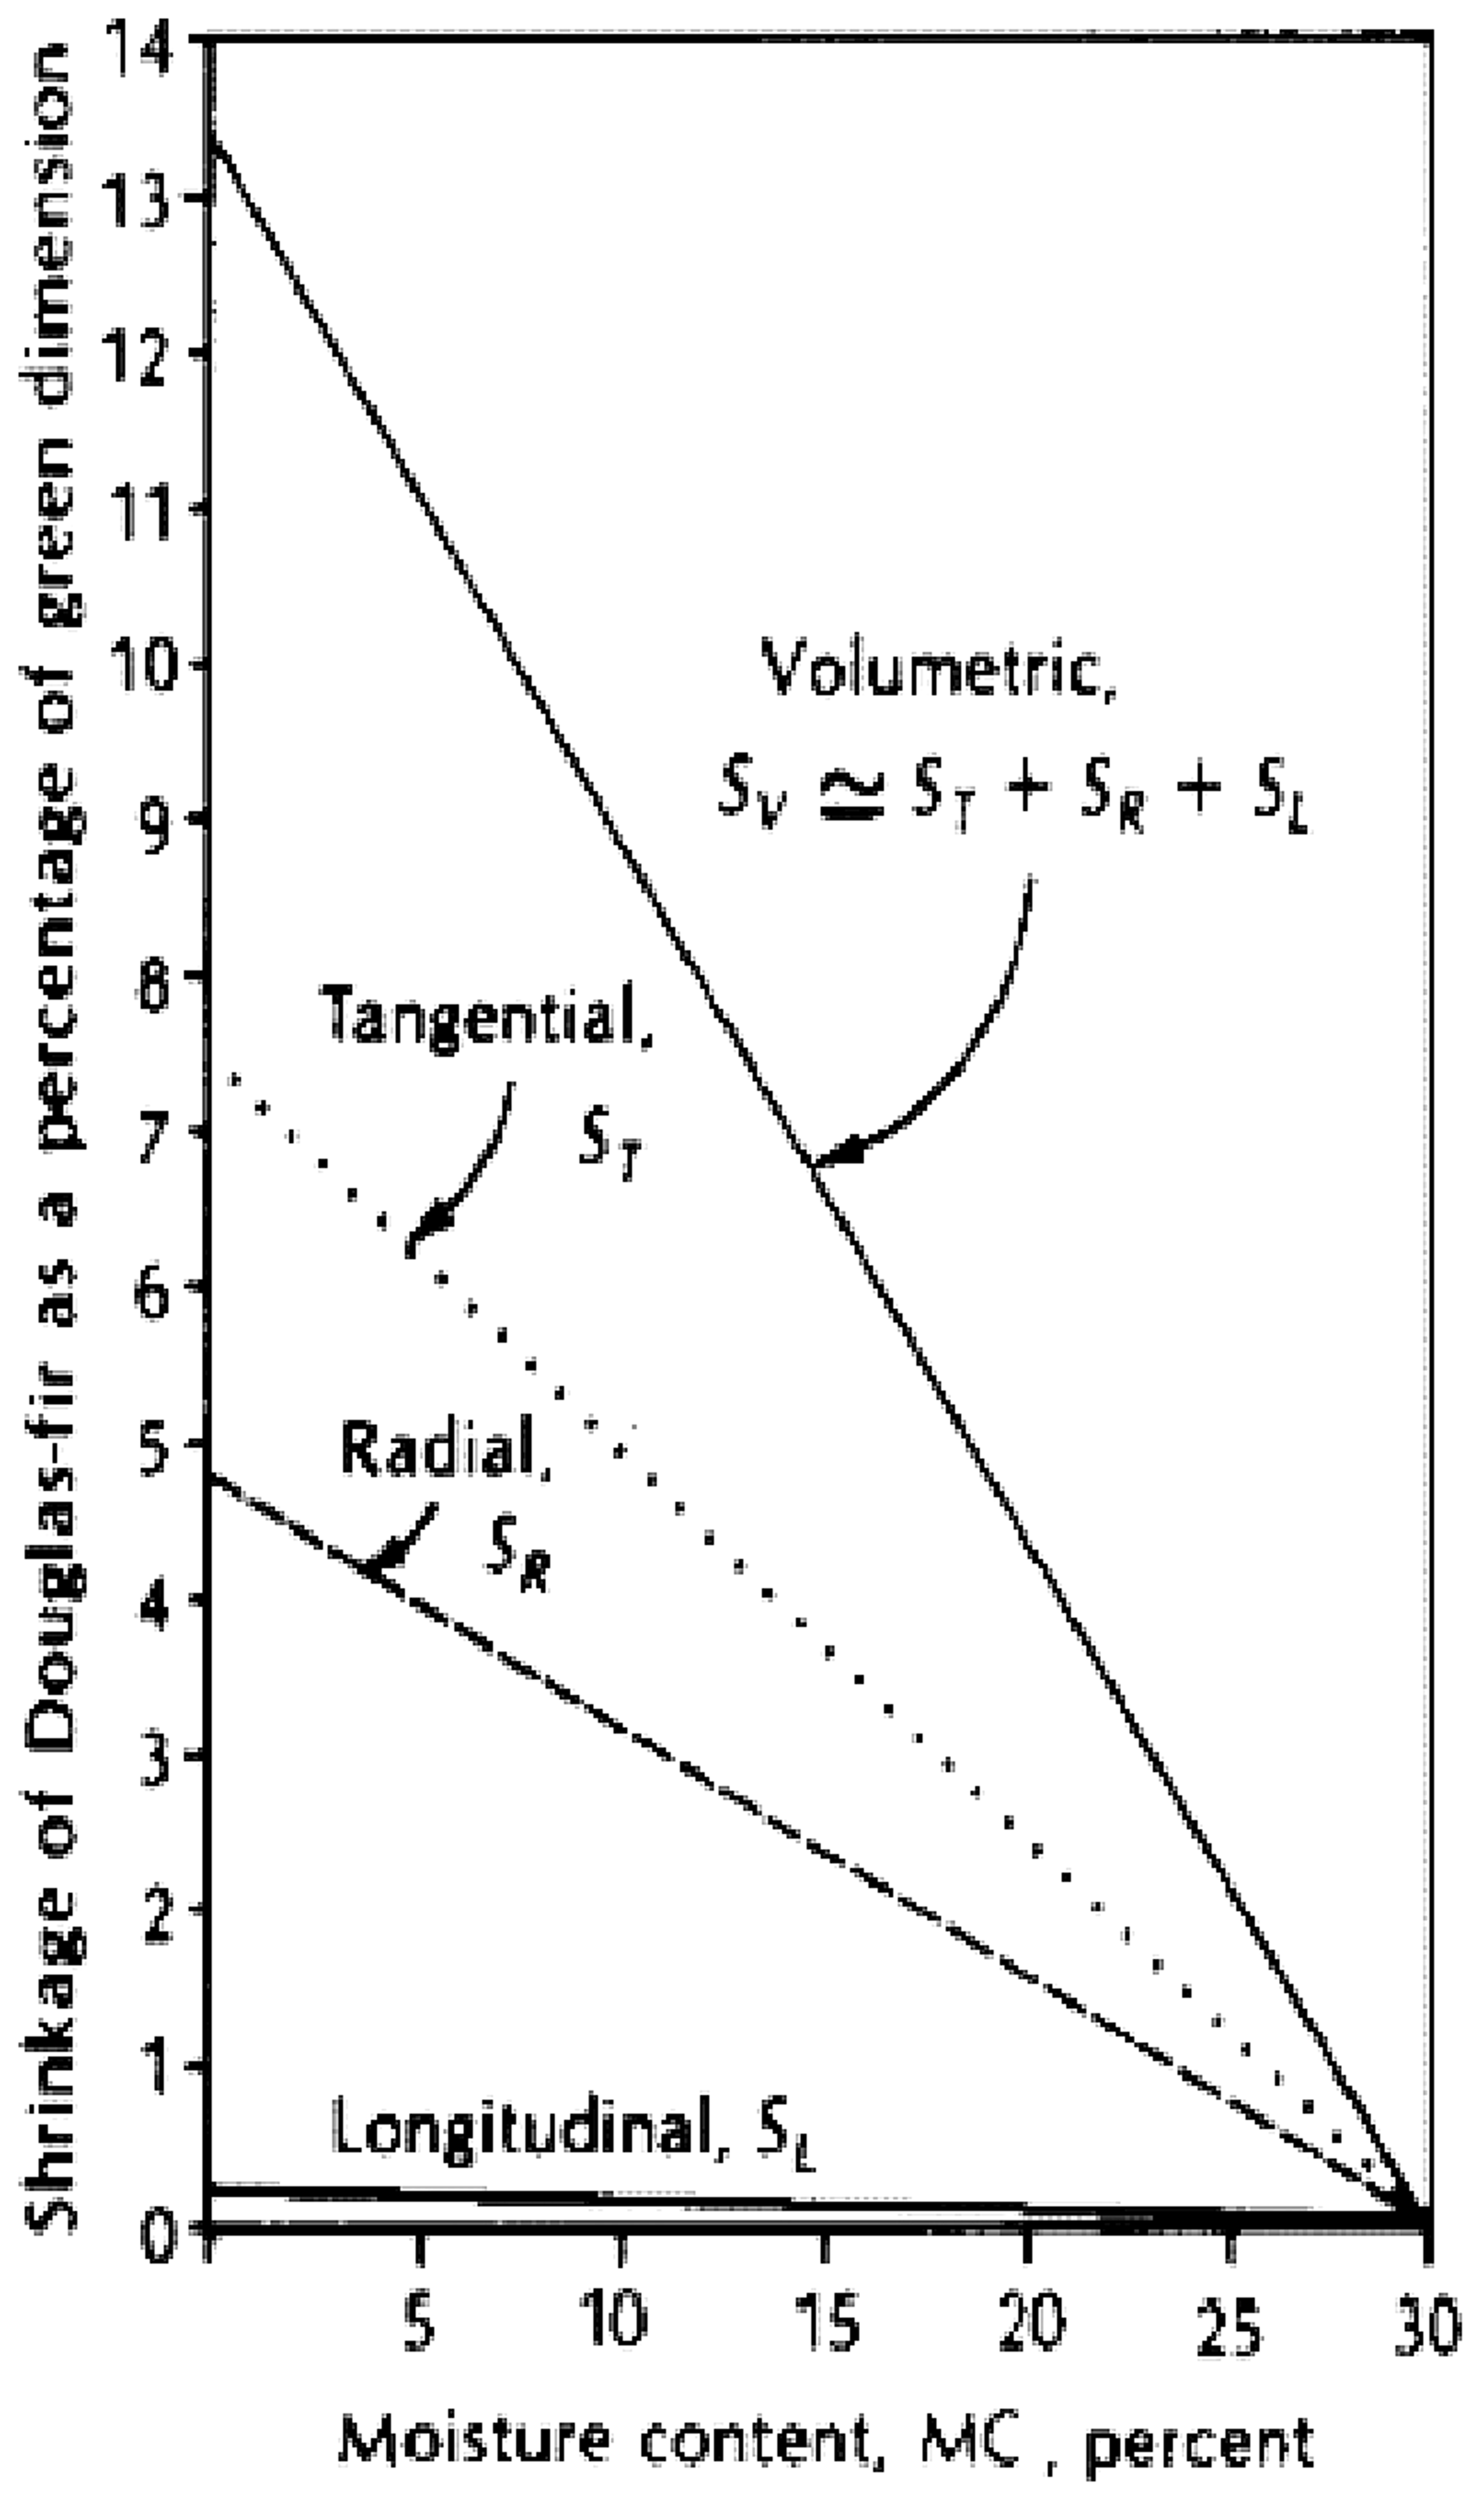 Shrinkage of Douglas-fir as a percentage of green dimension
14
13
12
11
10
9
8
7
6
5
4
3
2
1
0
Volumetric,
S_V ≃ S_T + S_R + S_L
Tangential,
S_T
Radial,
S_R
Longitudinal, S_L
5 10 15 20 25 30
Moisture content, MC, percent